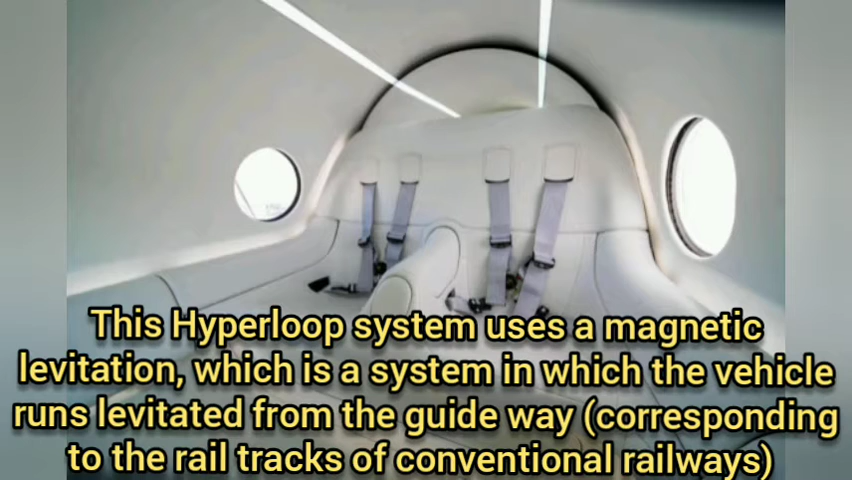 This Hyperloop system uses a magnetic
levitation, which is a system in which the vehicle
runs levitated from the guide way (corresponding
to the rail tracks of conventional railways)